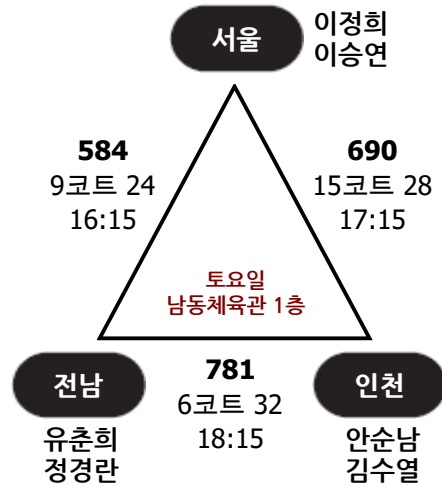 서울
이정희
이승연
584
9코트 24
16:15
690
15코트 28
17:15
토요일
남동체육관 1층
전남
유춘희
정경란
781
6코트 32
18:15
인천
안순남
김수열